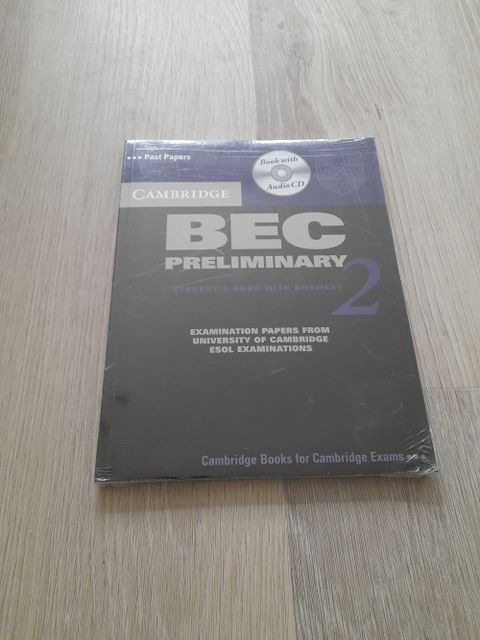 Past Papers
Book with
Audio CD
CAMBRIDGE
BEC
PRELIMINARY
STUDENT'S BOOK WITH ANSWERS
2
EXAMINATION PAPERS FROM
UNIVERSITY OF CAMBRIDGE
ESOL EXAMINATIONS
Cambridge Books for Cambridge Exams